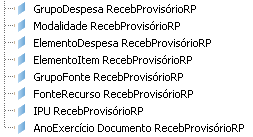 GrupoDespesa RecebProvisórioRP
Modalidade RecebProvisórioRP
ElementoDespesa RecebProvisórioRP
ElementoItem RecebProvisórioRP
GrupoFonte RecebProvisórioRP
FonteRecurso RecebProvisórioRP
IPU RecebProvisórioRP
AnoExercício Documento RecebProvisórioRP